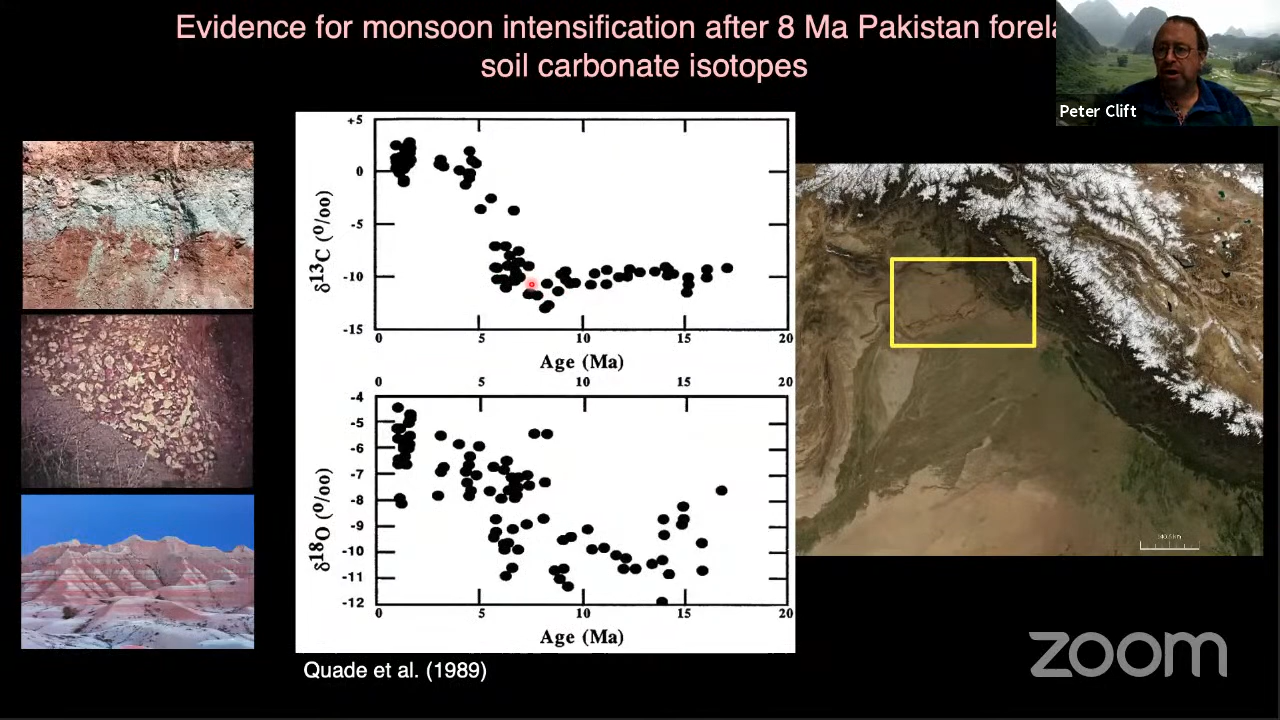 Evidence for monsoon intensification after 8 Ma Pakistan forela
soil carbonate isotopes
Peter Clift
+5
0
-5
-10
-15
δ13C (0/oo)
0 5 10 15 20
Age (Ma)
0 5 10 15 20
-4
-5
-6
-7
-8
-9
-10
-11
-12
δ18O (0/oo)
0 5 10 15 20
Age (Ma)
Quade et al. (1989)
zoom